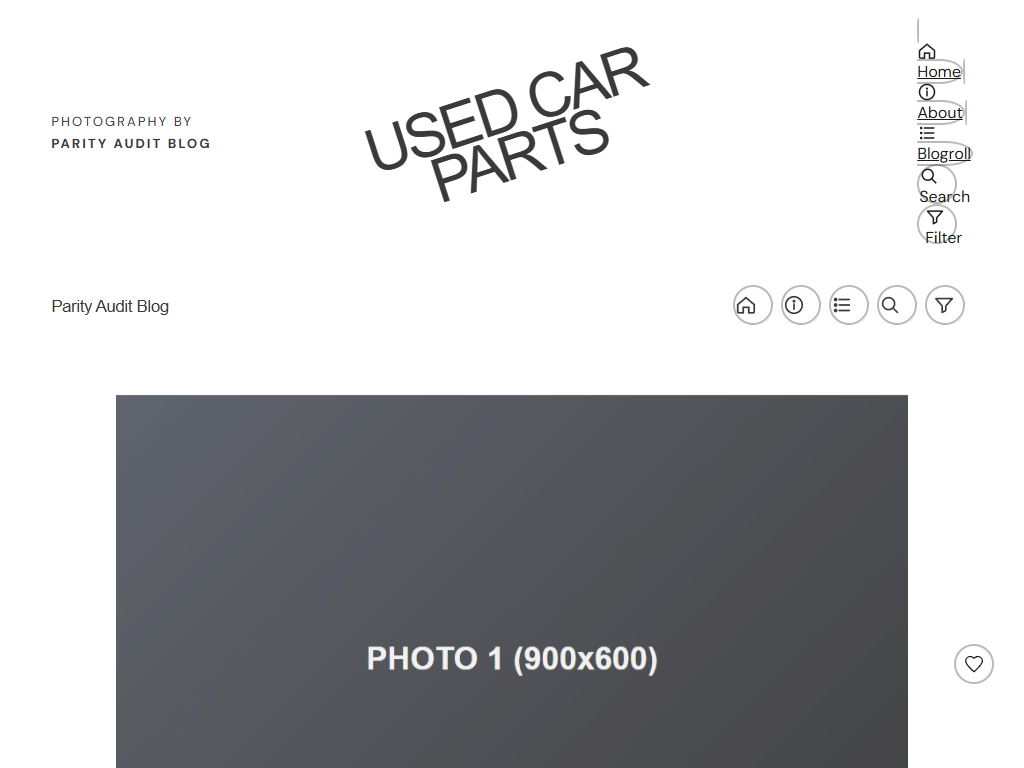 PHOTOGRAPHY BY
PARITY AUDIT BLOG
USED CAR
PARTS
Home
About
Blogroll
Search
Filter
Parity Audit Blog
PHOTO 1 (900x600)